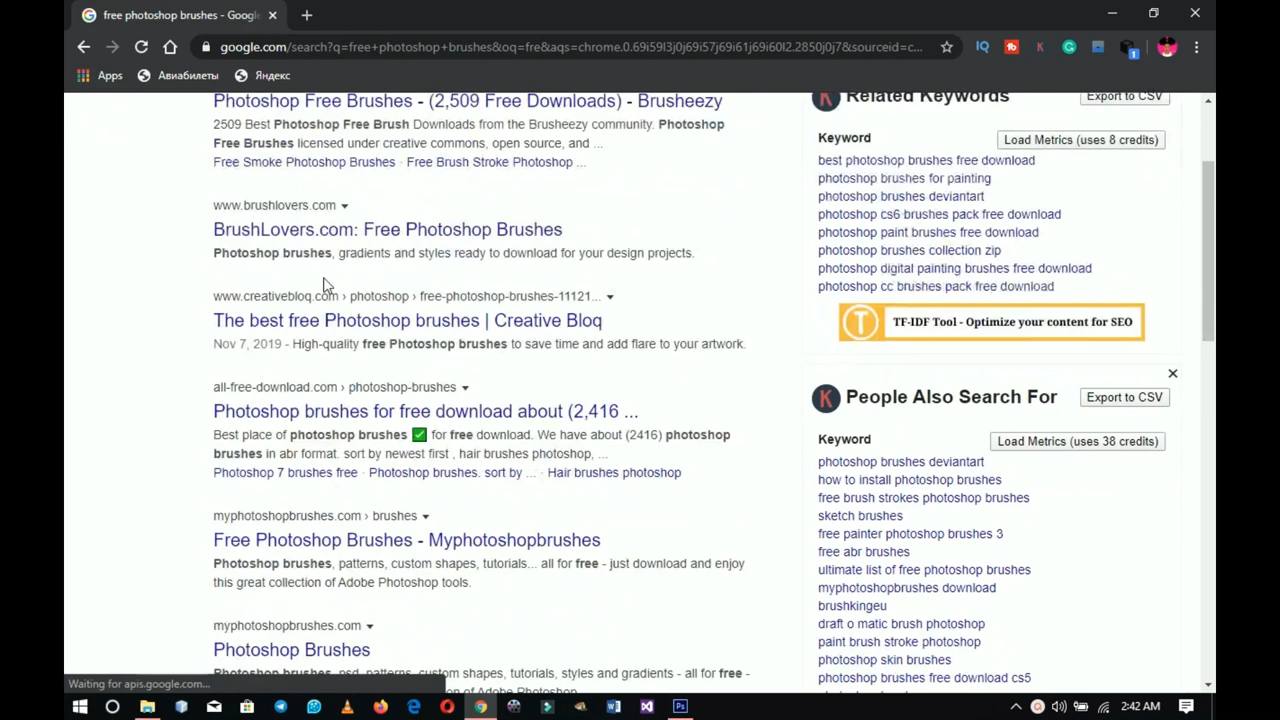 free photoshop brushes - Google
google.com/search?q=free+photoshop+brushes&oq=fre&aqs=chrome.0.69i59l3j0j69i57j69i61j69i60l2.2850j0j7&sourceid=c...
Apps
Авиабилеты
Яндекс
Photoshop Free Brushes - (2,509 Free Downloads) - Brusheezy
2509 Best Photoshop Free Brush Downloads from the Brusheezy community. Photoshop
Free Brushes licensed under creative commons, open source, and ...
Free Smoke Photoshop Brushes · Free Brush Stroke Photoshop ...
www.brushlovers.com
BrushLovers.com: Free Photoshop Brushes
Photoshop brushes, gradients and styles ready to download for your design projects.
www.creativebloq.com › photoshop › free-photoshop-brushes-11121...
The best free Photoshop brushes | Creative Bloq
Nov 7, 2019 - High-quality free Photoshop brushes to save time and add flare to your artwork.
all-free-download.com › photoshop-brushes
Photoshop brushes for free download about (2,416 ...
Best place of photoshop brushes ✅ for free download. We have about (2416) photoshop
brushes in abr format. sort by newest first , hair brushes photoshop, ...
Photoshop 7 brushes free · Photoshop brushes. sort by ... · Hair brushes photoshop
myphotoshopbrushes.com › brushes
Free Photoshop Brushes - Myphotoshopbrushes
Photoshop brushes, patterns, custom shapes, tutorials... all for free - just download and enjoy
this great collection of Adobe Photoshop tools.
myphotoshopbrushes.com
Photoshop Brushes
Photoshop brushes, psd, patterns, custom shapes, tutorials, styles and gradients - all for free -
on of Adobe Photoshop
Waiting for apis.google.com...
Related Keywords
Export to CSV
Keyword
Load Metrics (uses 8 credits)
best photoshop brushes free download
photoshop brushes for painting
photoshop brushes deviantart
photoshop cs6 brushes pack free download
photoshop paint brushes free download
photoshop brushes collection zip
photoshop digital painting brushes free download
photoshop cc brushes pack free download
TF-IDF Tool - Optimize your content for SEO
People Also Search For
Export to CSV
Keyword
Load Metrics (uses 38 credits)
photoshop brushes deviantart
how to install photoshop brushes
free brush strokes photoshop brushes
sketch brushes
free painter photoshop brushes 3
free abr brushes
ultimate list of free photoshop brushes
myphotoshopbrushes download
brushkingeu
draft o matic brush photoshop
paint brush stroke photoshop
photoshop skin brushes
photoshop brushes free download cs5
2:42 AM